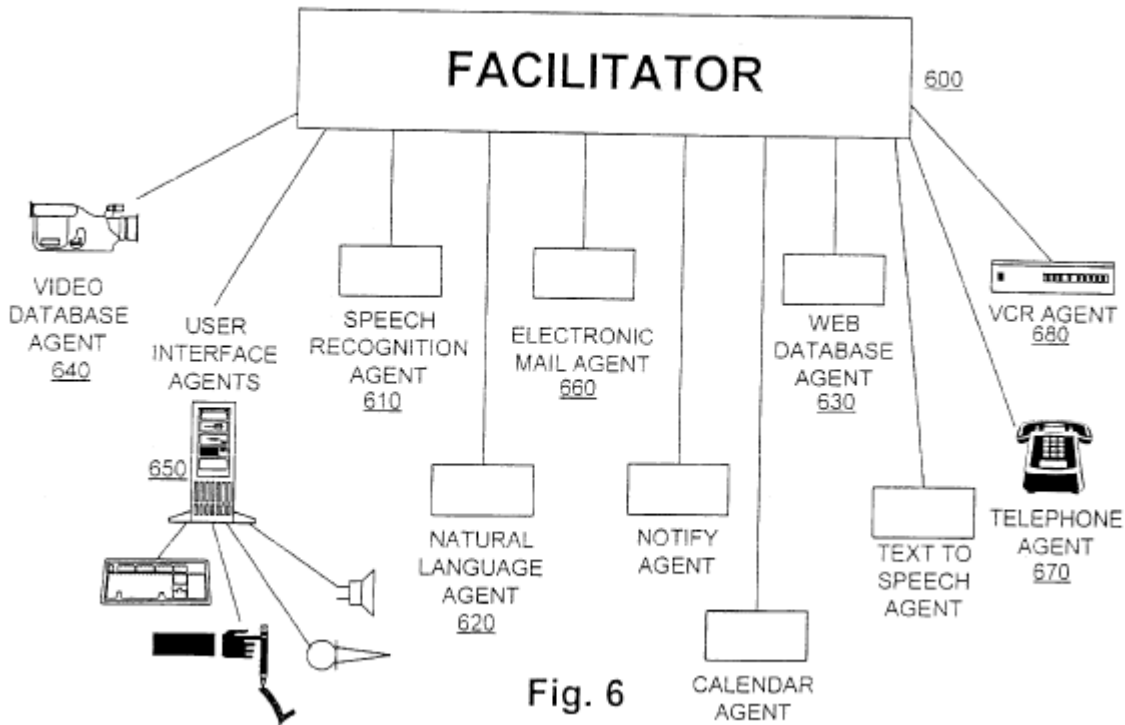 FACILITATOR
600
VIDEO
DATABASE
AGENT
640
USER
INTERFACE
AGENTS
650
SPEECH
RECOGNITION
AGENT
610
NATURAL
LANGUAGE
AGENT
620
ELECTRONIC
MAIL AGENT
660
NOTIFY
AGENT
CALENDAR
AGENT
WEB
DATABASE
AGENT
630
TEXT TO
SPEECH
AGENT
VCR AGENT
680
TELEPHONE
AGENT
670
Fig. 6